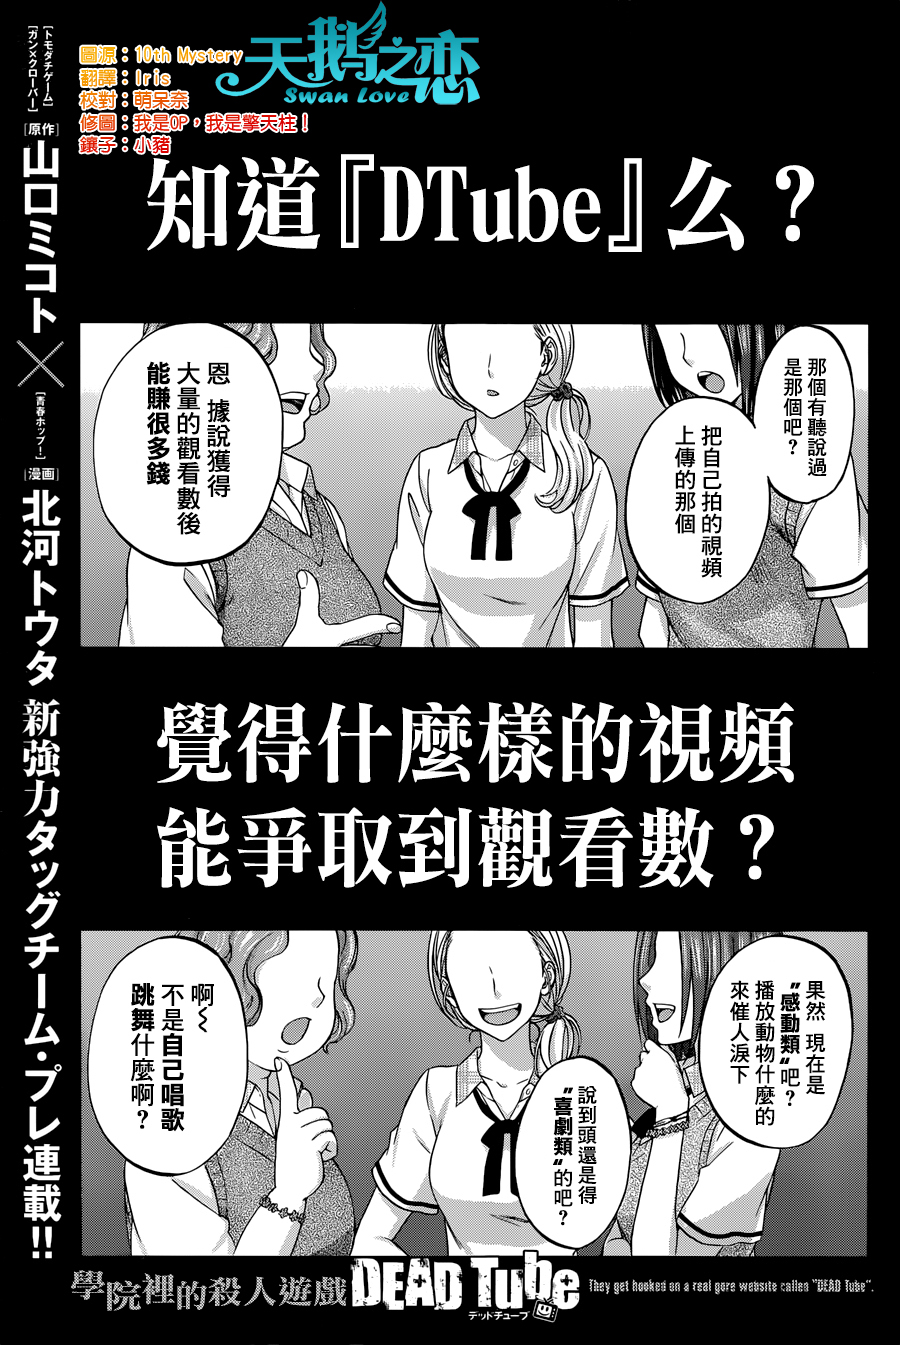 [トモダチゲーム]
[ガン×クローバー]
[原作]
山口ミコト
×
[青春ホップ!]
[漫画]
北河トウタ
新強力タッグチーム・プレ連載!!
圖源：10th Mystery
翻譯：Iris
校對：萌呆奈
修圖：我是OP，我是擎天柱！
鑲子：小豬
天鹅之恋
Swan Love
知道『DTube』么？
那個有聽說過
是那個吧？
把自己拍的視頻
上傳的那個
恩 據說獲得
大量的觀看數後
能賺很多錢
覺得什麼樣的視頻
能爭取到觀看數？
果然 現在是
〝感動類〞吧？
播放動物什麼的
來催人淚下
說到頭還是得
〝喜劇類〞的吧？
啊～
不是自己唱歌
跳舞什麼啊？
學院裡的殺人遊戲
DEAD Tube
デッドチューブ
They get hooked on a real gore website called "DEAD Tube".